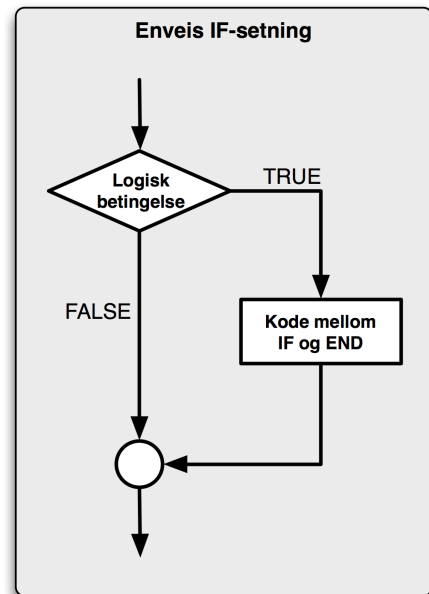 Enveis IF-setning
Logisk
betingelse
TRUE
FALSE
Kode mellom
IF og END